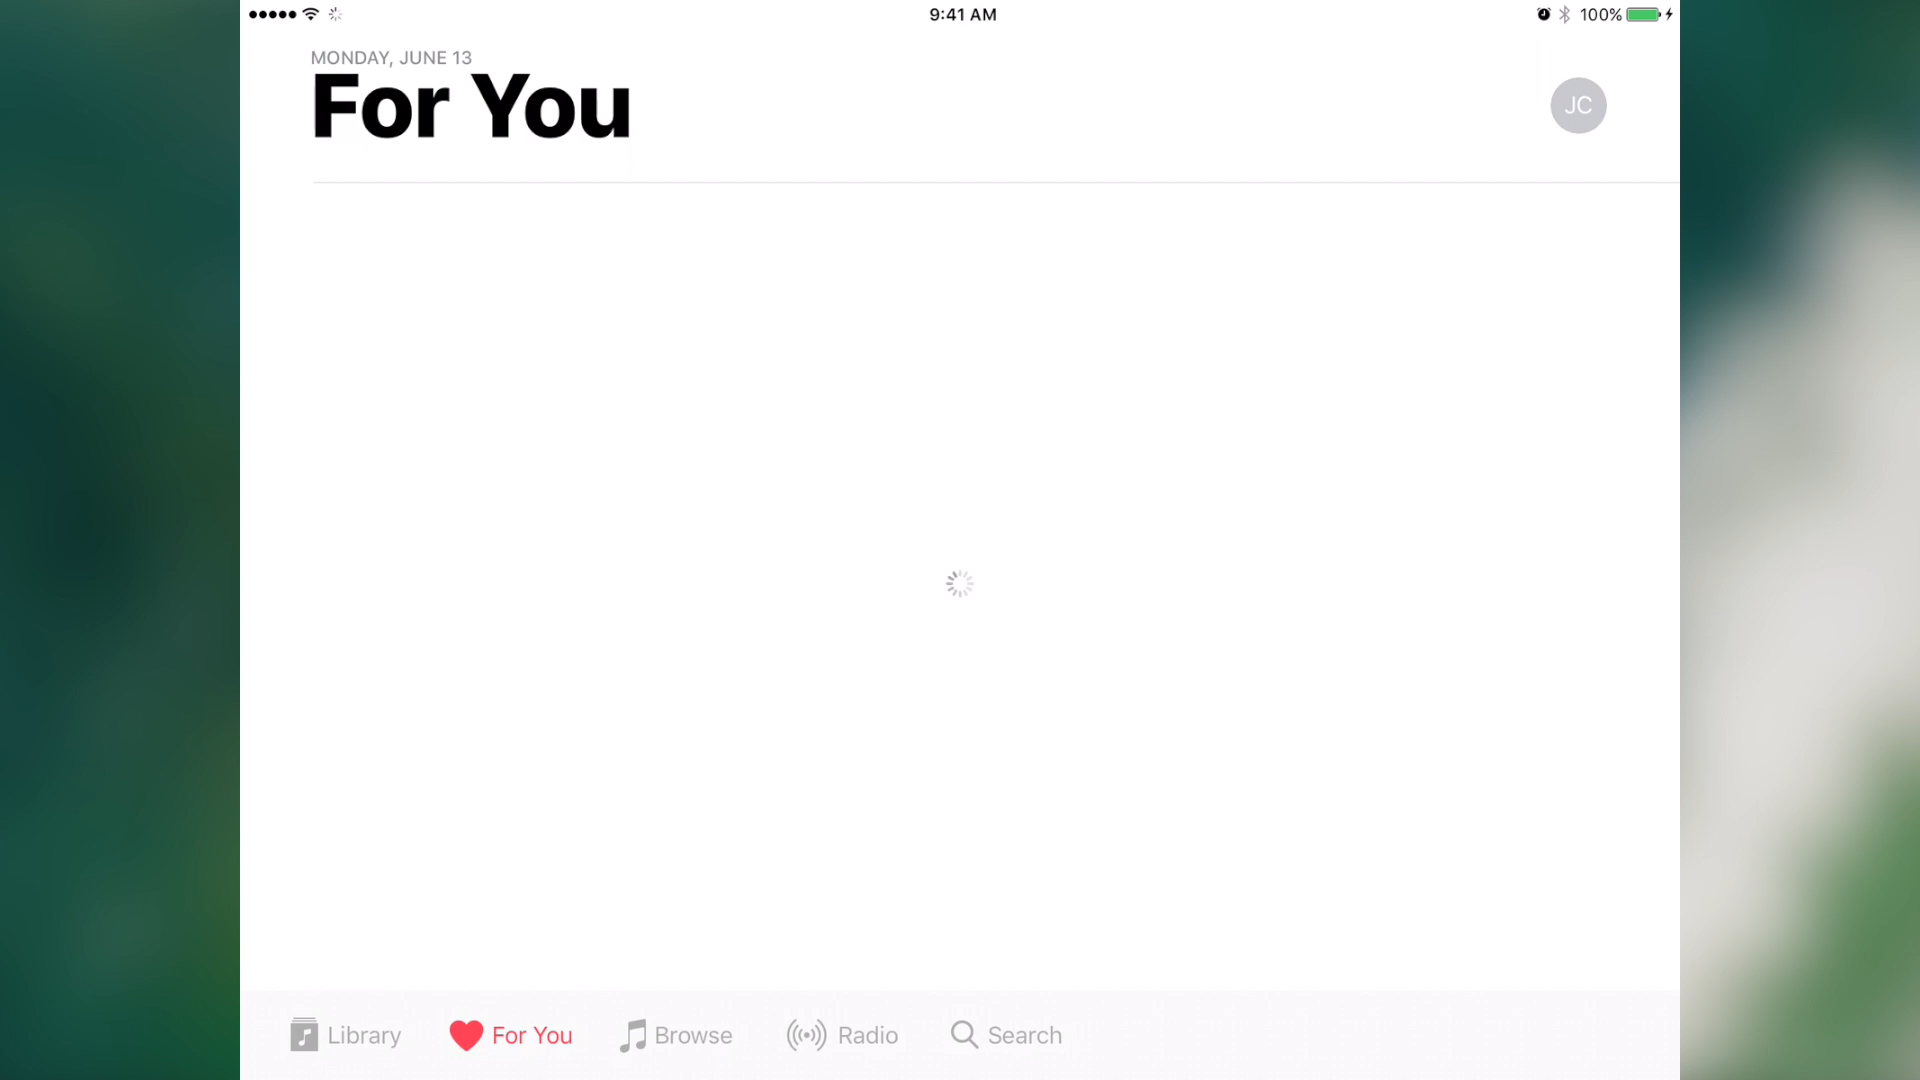 9:41 AM
100%
MONDAY, JUNE 13
For You
JC
Library
For You
Browse
Radio
Search